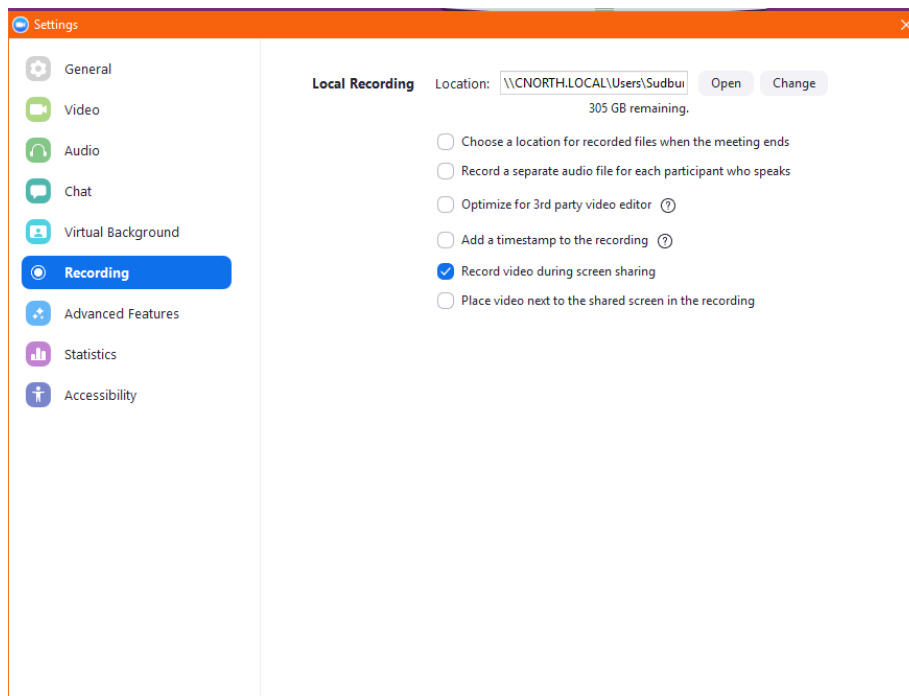 Settings
General
Video
Audio
Chat
Virtual Background
Recording
Advanced Features
Statistics
Accessibility
Local Recording Location: \\CNORTH.LOCAL\Users\Sudbu Open Change
305 GB remaining.
Choose a location for recorded files when the meeting ends
Record a separate audio file for each participant who speaks
Optimize for 3rd party video editor ?
Add a timestamp to the recording ?
Record video during screen sharing
Place video next to the shared screen in the recording